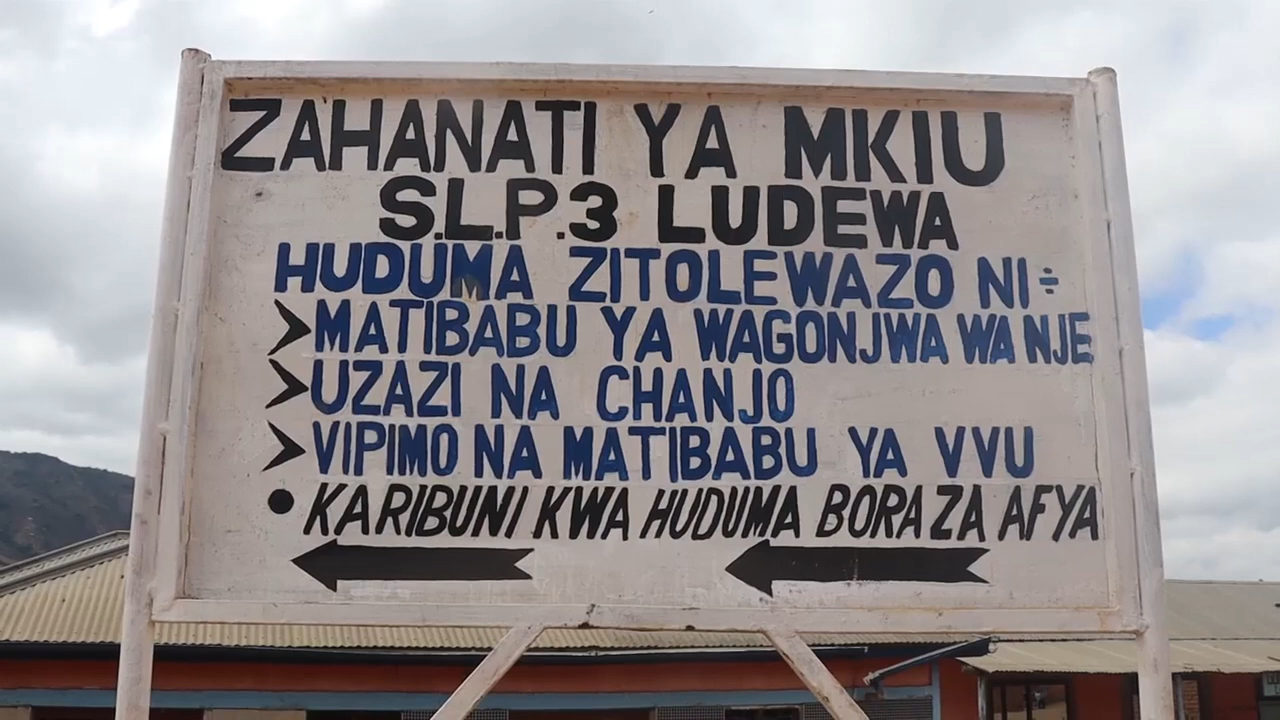 ZAHANATI YA MKIU
S.L.P.3 LUDEWA
HUDUMA ZITOLEWAZO NI÷
➤MATIBABU YA WAGONJWA WA NJE
➤UZAZI NA CHANJO
➤VIPIMO NA MATIBABU YA VVU
●KARIBUNI KWA HUDUMA BORA ZA AFYA